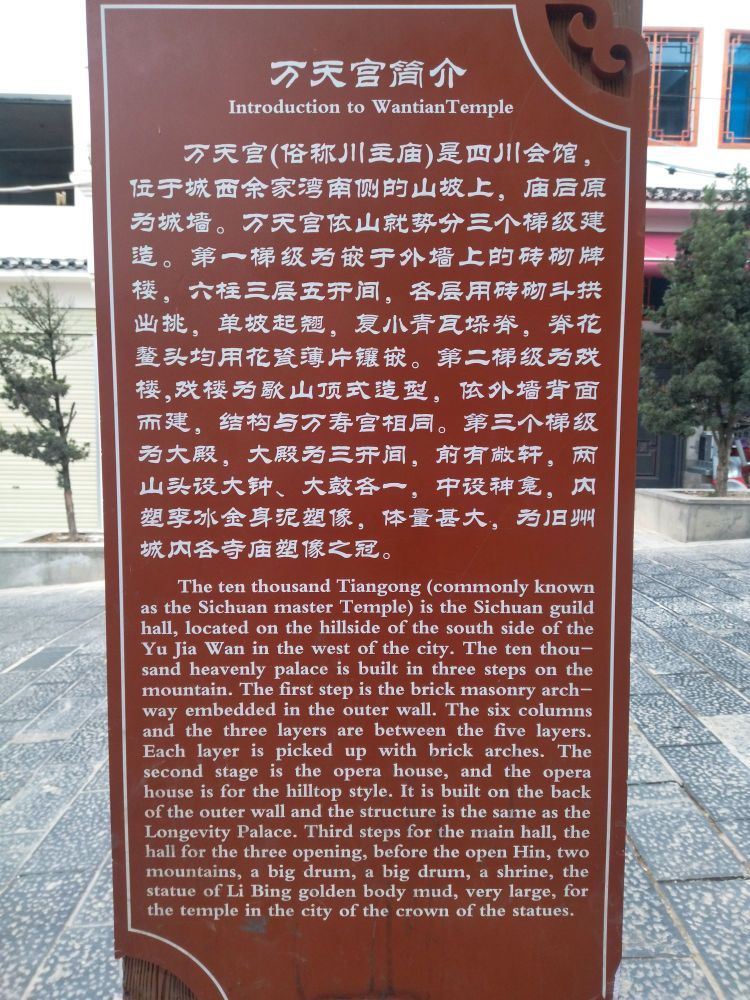 万天宫简介
Introduction to WantianTemple
万天宫(俗称川主庙)是四川会馆，
位于城西余家湾南侧的山坡上，庙后原
为城墙。万天宫依山就势分三个梯级建
造。第一梯级为嵌于外墙上的砖砌牌
楼，六柱三层五开间，各层用砖砌斗拱
出挑，单坡起翘，复小青瓦垛脊，脊花
鳌头均用花瓷薄片镶嵌。第二梯级为戏
楼,戏楼为歇山顶式造型，依外墙背面
而建，结构与万寿宫相同。第三个梯级
为大殿，大殿为三开间，前有敞轩，两
山头设大钟、大鼓各一，中设神龛，内
塑李冰金身泥塑像，体量甚大，为旧州
城内各寺庙塑像之冠。
The ten thousand Tiangong (commonly known
as the Sichuan master Temple) is the Sichuan guild
hall, located on the hillside of the south side of the
Yu Jia Wan in the west of the city. The ten thou-
sand heavenly palace is built in three steps on the
mountain. The first step is the brick masonry arch-
way embedded in the outer wall. The six columns
and the three layers are between the five layers.
Each layer is picked up with brick arches. The
second stage is the opera house, and the opera
house is for the hilltop style. It is built on the back
of the outer wall and the structure is the same as the
Longevity Palace. Third steps for the main hall, the
hall for the three opening, before the open Hin, two
mountains, a big drum, a big drum, a shrine, the
statue of Li Bing golden body mud, very large, for
the temple in the city of the crown of the statues.